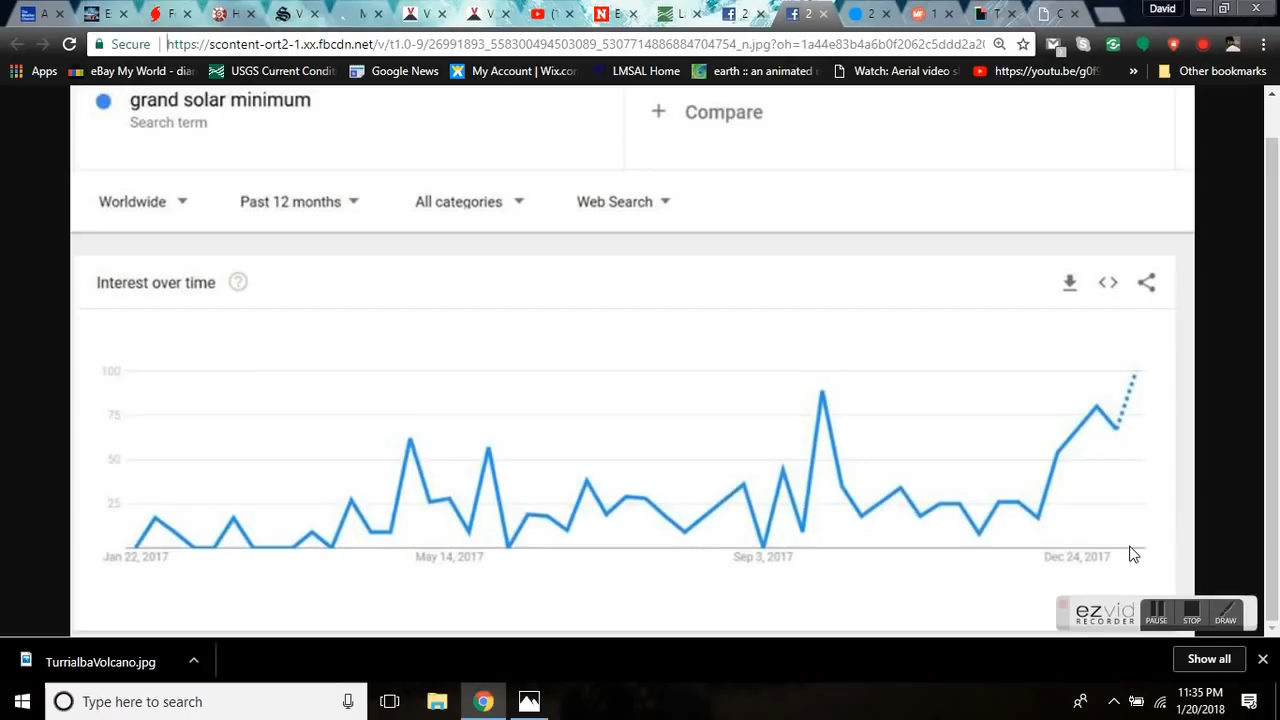 David
Secure https://scontent-ort2-1.xx.fbcdn.net/v/t1.0-9/26991893_558300494503089_5307714886884704754_n.jpg?oh=1a44e83b4a6b0f2062c5ddd2a20
Apps eBay My World - dian USGS Current Condit Google News My Account | Wix.co LMSAL Home earth :: an animated Watch: Aerial video s https://youtu.be/g0f9 » Other bookmarks
grand solar minimum
Search term
+ Compare
Worldwide Past 12 months All categories Web Search
Interest over time ?
100
75
50
25
Jan 22, 2017 May 14, 2017 Sep 3, 2017 Dec 24, 2017
ezvid
RECORDER PAUSE STOP DRAW
TurrialbaVolcano.jpg Show all
Type here to search
11:35 PM
1/20/2018